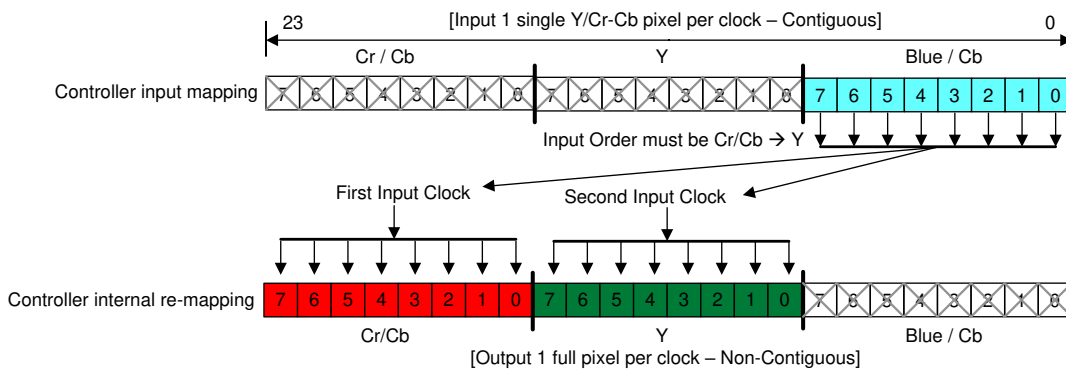 [Input 1 single Y/Cr-Cb pixel per clock – Contiguous]
23
0
Cr / Cb
Y
Blue / Cb
Controller input mapping
7 6 5 4 3 2 1 0 7 6 5 4 3 2 1 0 7 6 5 4 3 2 1 0
Input Order must be Cr/Cb → Y
First Input Clock
Second Input Clock
Controller internal re-mapping
7 6 5 4 3 2 1 0 7 6 5 4 3 2 1 0 7 6 5 4 3 2 1 0
Cr/Cb
Y
Blue / Cb
[Output 1 full pixel per clock – Non-Contiguous]